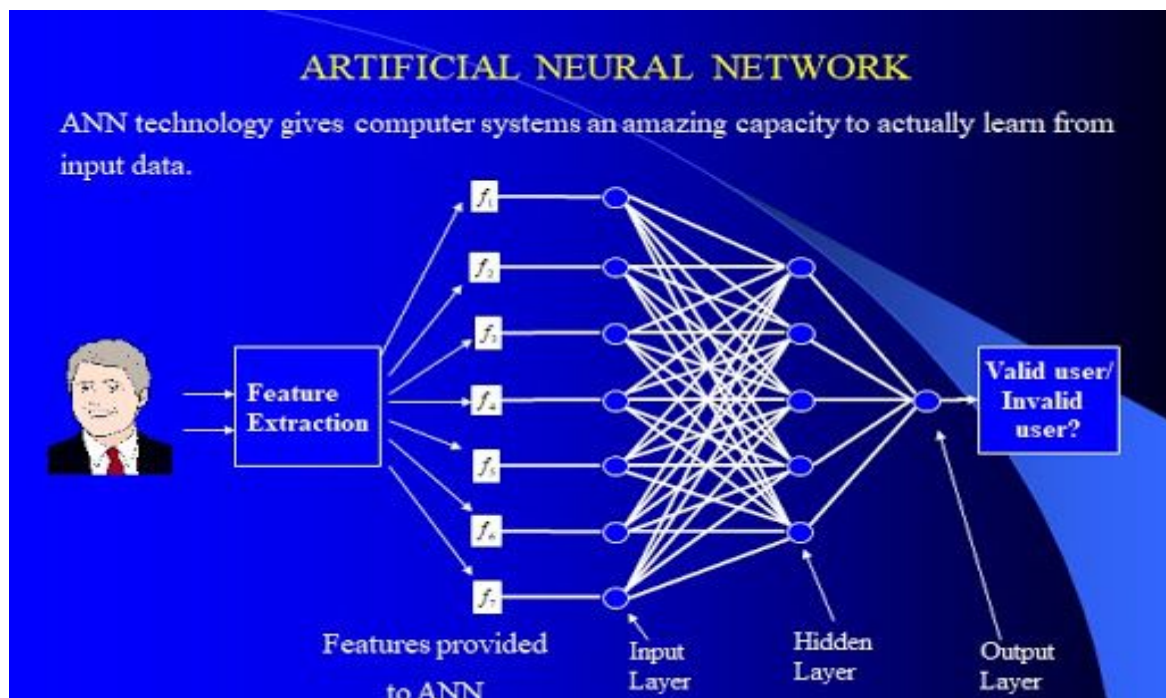 ARTIFICIAL NEURAL NETWORK
ANN technology gives computer systems an amazing capacity to actually learn from
input data.
f₁
f₂
f₃
f₄
f₅
f₆
f₇
Feature
Extraction
Valid user/
Invalid
user?
Features provided
to ANN
Input
Layer
Hidden
Layer
Output
Layer